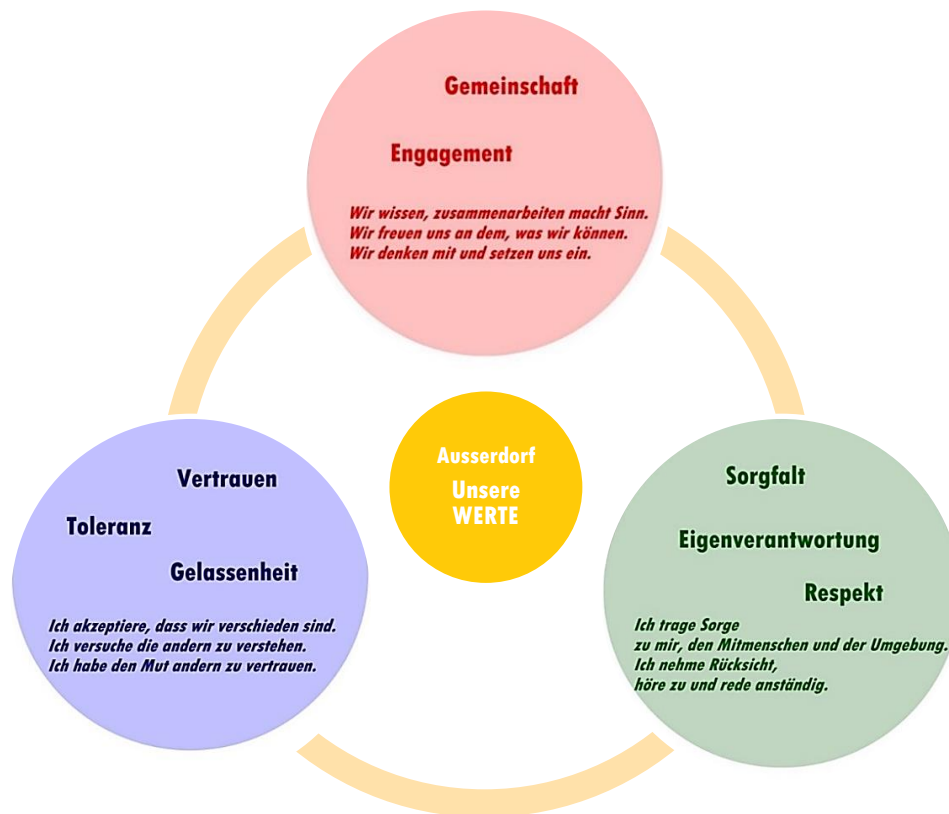 Gemeinschaft
Engagement
Wir wissen, zusammenarbeiten macht Sinn.
Wir freuen uns an dem, was wir können.
Wir denken mit und setzen uns ein.
Ausserdorf
Unsere
WERTE
Vertrauen
Toleranz
Gelassenheit
Ich akzeptiere, dass wir verschieden sind.
Ich versuche die andern zu verstehen.
Ich habe den Mut andern zu vertrauen.
Sorgfalt
Eigenverantwortung
Respekt
Ich trage Sorge
zu mir, den Mitmenschen und der Umgebung.
Ich nehme Rücksicht,
höre zu und rede anständig.